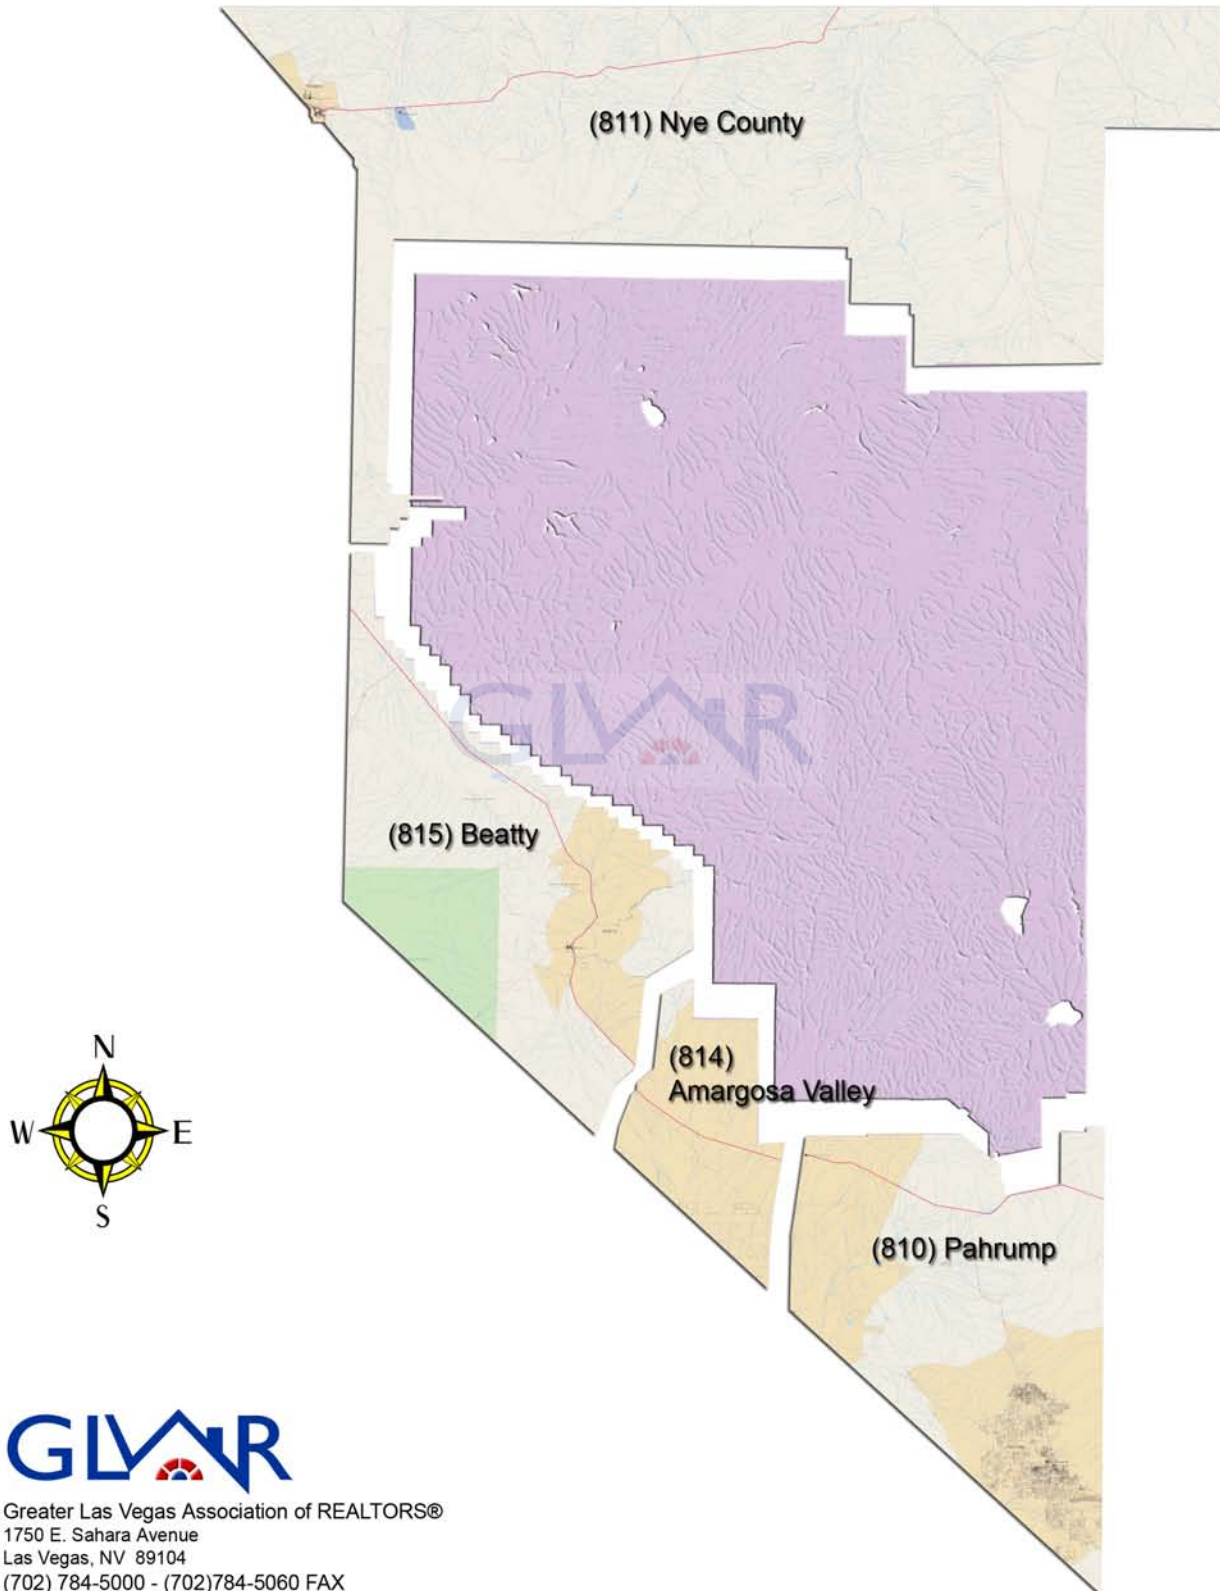 (811) Nye County
GLVAR
(815) Beatty
(814)
Amargosa Valley
N
W E
S
(810) Pahrump
GLVAR
Greater Las Vegas Association of REALTORS®
1750 E. Sahara Avenue
Las Vegas, NV 89104
(702) 784-5000 - (702)784-5060 FAX